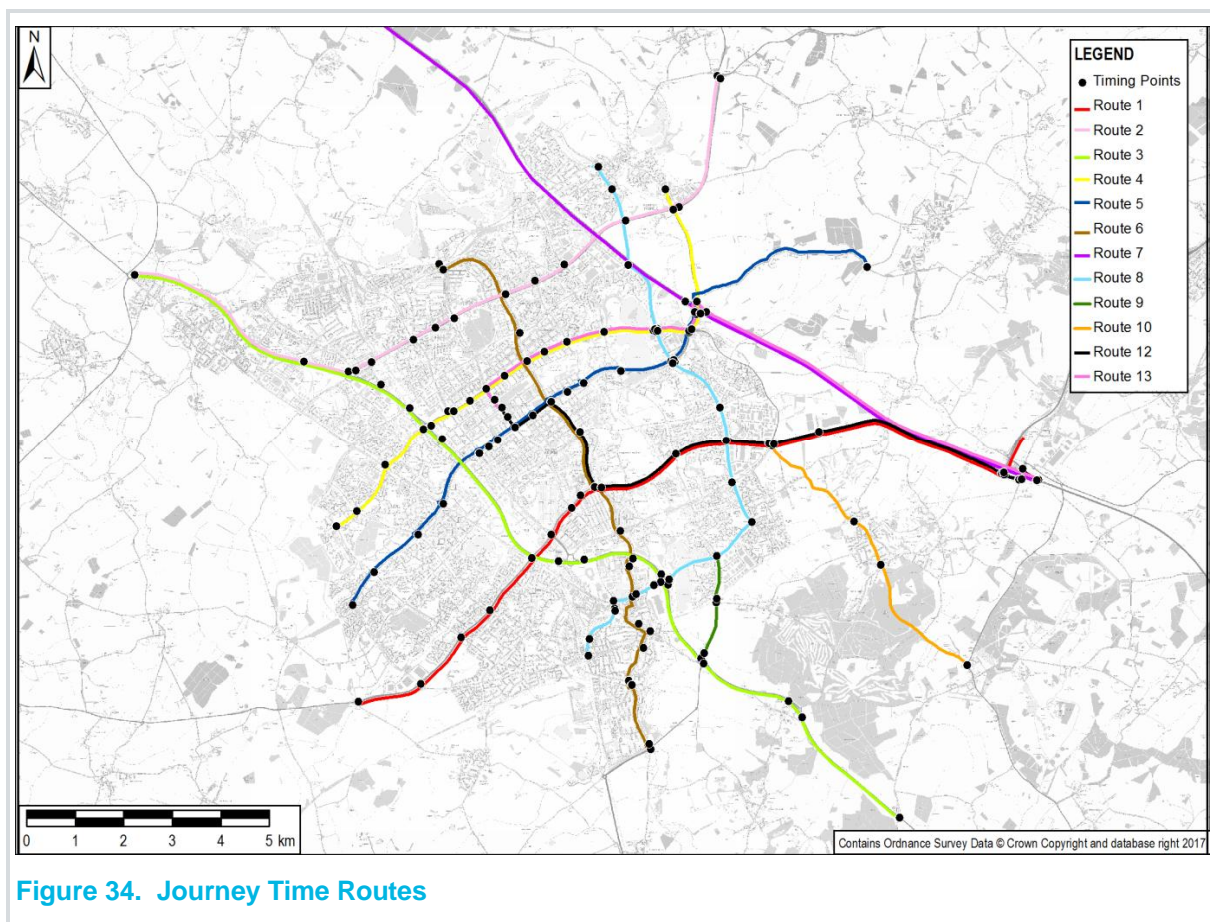 N
LEGEND
Timing Points
Route 1
Route 2
Route 3
Route 4
Route 5
Route 6
Route 7
Route 8
Route 9
Route 10
Route 12
Route 13
0 1 2 3 4 5 km
Contains Ordnance Survey Data © Crown Copyright and database right 2017
Figure 34. Journey Time Routes